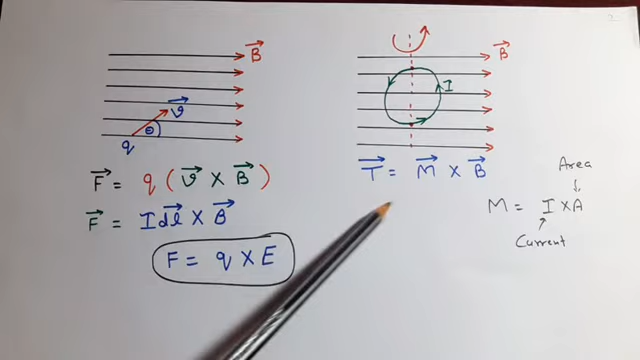 B⃗
v⃗
θ
q
F⃗ = q ( v⃗ X B⃗ )
F⃗ = I dl⃗ X B⃗
F = q X E
B⃗
I
T⃗ = M⃗ X B⃗
Area
↓
M = I X A
↗
Current